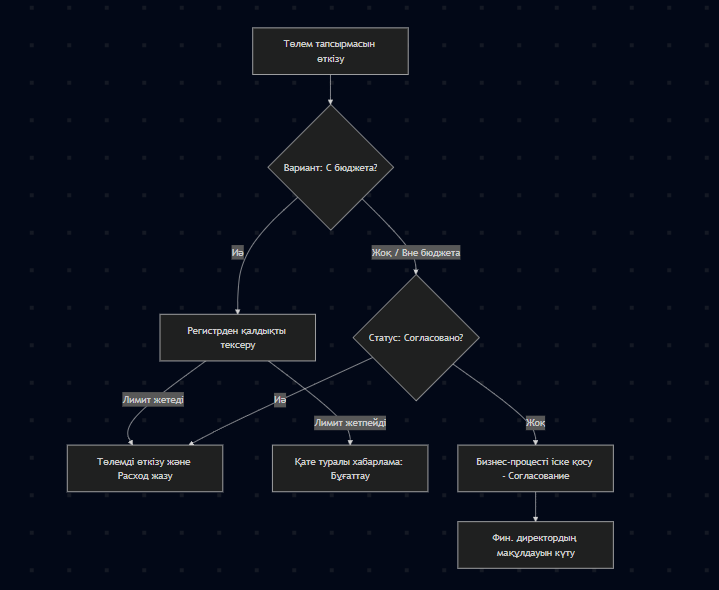 Төлем тапсырмасын
өткізу
Вариант: С бюджета?
Иә
Жоқ / Вне бюджета
Регистрден қалдықты
тексеру
Статус: Согласовано?
Лимит жетеді
Иә
Лимит жетпейді
Жоқ
Төлемді өткізу және
Расход жазу
Қате туралы хабарлама:
Бұғаттау
Бизнес-процесті іске қосу
- Согласование
Фин. директордың
мақұлдауын күту